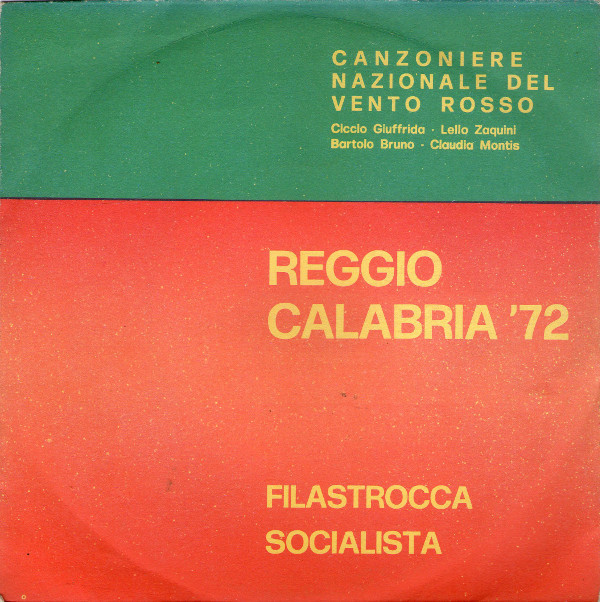 CANZONIERE
NAZIONALE DEL
VENTO ROSSO
Ciccio Giuffrida · Lello Zaquini
Bartolo Bruno · Claudia Montis
REGGIO
CALABRIA '72
FILASTROCCA
SOCIALISTA